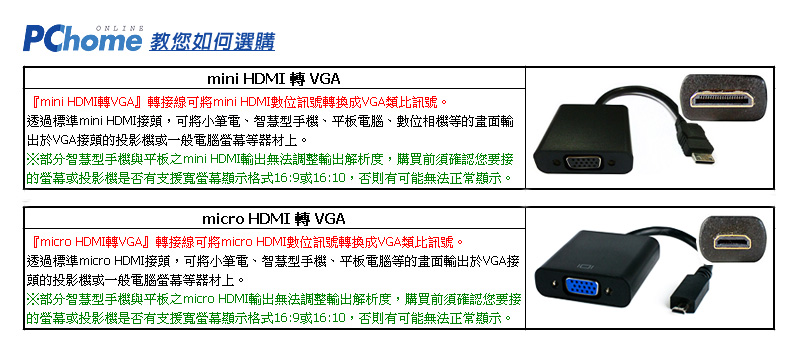 ONLINE
PChome 教您如何選購
mini HDMI 轉 VGA
『mini HDMI轉VGA』轉接線可將mini HDMI數位訊號轉換成VGA類比訊號。
透過標準mini HDMI接頭，可將小筆電、智慧型手機、平板電腦、數位相機等的畫面輸
出於VGA接頭的投影機或一般電腦螢幕等器材上。
※部分智慧型手機與平板之mini HDMI輸出無法調整輸出解析度，購買前須確認您要接
的螢幕或投影機是否有支援寬螢幕顯示格式16:9或16:10，否則有可能無法正常顯示。
micro HDMI 轉 VGA
『micro HDMI轉VGA』轉接線可將micro HDMI數位訊號轉換成VGA類比訊號。
透過標準micro HDMI接頭，可將小筆電、智慧型手機、平板電腦等的畫面輸出於VGA接
頭的投影機或一般電腦螢幕等器材上。
※部分智慧型手機與平板之micro HDMI輸出無法調整輸出解析度，購買前須確認您要接
的螢幕或投影機是否有支援寬螢幕顯示格式16:9或16:10，否則有可能無法正常顯示。